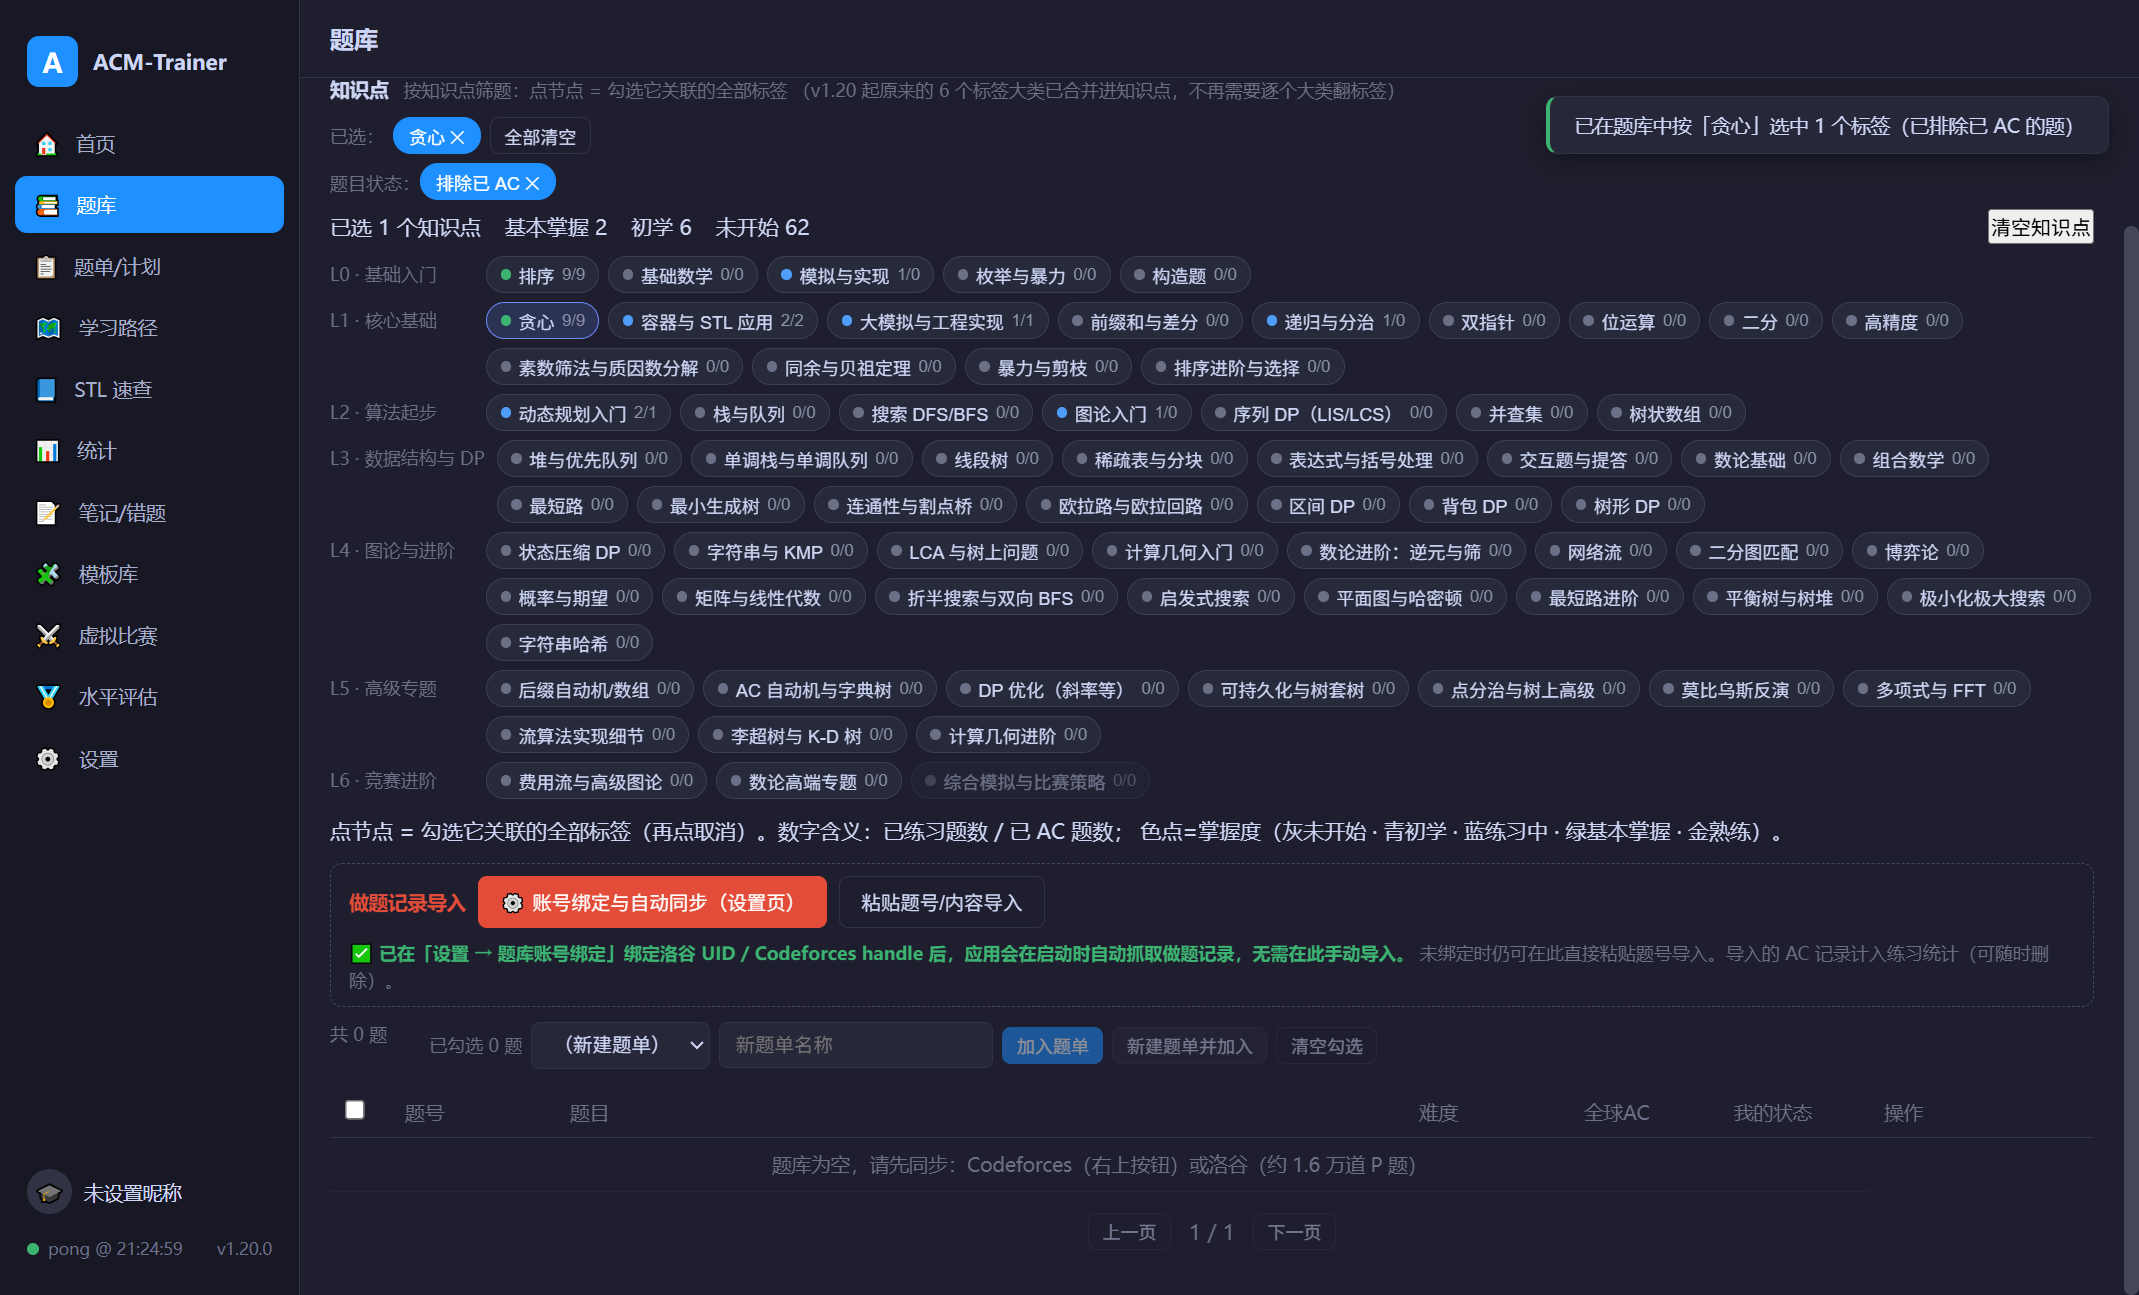 A ACM-Trainer
首页
题库
题单/计划
学习路径
STL 速查
统计
笔记/错题
模板库
虚拟比赛
水平评估
设置
未设置昵称
pong @ 21:24:59 v1.20.0
题库
知识点 按知识点筛题：点节点 = 勾选它关联的全部标签 （v1.20 起原来的 6 个标签大类已合并进知识点，不再需要逐个大类翻标签）
已在题库中按「贪心」选中 1 个标签（已排除已 AC 的题）
已选： 贪心 × 全部清空
题目状态： 排除已 AC ×
已选 1 个知识点 基本掌握 2 初学 6 未开始 62 清空知识点
L0 · 基础入门 排序 9/9 基础数学 0/0 模拟与实现 1/0 枚举与暴力 0/0 构造题 0/0
L1 · 核心基础 贪心 9/9 容器与 STL 应用 2/2 大模拟与工程实现 1/1 前缀和与差分 0/0 递归与分治 1/0 双指针 0/0 位运算 0/0 二分 0/0 高精度 0/0
素数筛法与质因数分解 0/0 同余与贝祖定理 0/0 暴力与剪枝 0/0 排序进阶与选择 0/0
L2 · 算法起步 动态规划入门 2/1 栈与队列 0/0 搜索 DFS/BFS 0/0 图论入门 1/0 序列 DP（LIS/LCS） 0/0 并查集 0/0 树状数组 0/0
L3 · 数据结构与 DP 堆与优先队列 0/0 单调栈与单调队列 0/0 线段树 0/0 稀疏表与分块 0/0 表达式与括号处理 0/0 交互题与提答 0/0 数论基础 0/0 组合数学 0/0
最短路 0/0 最小生成树 0/0 连通性与割点桥 0/0 欧拉路与欧拉回路 0/0 区间 DP 0/0 背包 DP 0/0 树形 DP 0/0
L4 · 图论与进阶 状态压缩 DP 0/0 字符串与 KMP 0/0 LCA 与树上问题 0/0 计算几何入门 0/0 数论进阶：逆元与筛 0/0 网络流 0/0 二分图匹配 0/0 博弈论 0/0
概率与期望 0/0 矩阵与线性代数 0/0 折半搜索与双向 BFS 0/0 启发式搜索 0/0 平面图与哈密顿 0/0 最短路进阶 0/0 平衡树与树堆 0/0 极小化极大搜索 0/0
字符串哈希 0/0
L5 · 高级专题 后缀自动机/数组 0/0 AC 自动机与字典树 0/0 DP 优化（斜率等） 0/0 可持久化与树套树 0/0 点分治与树上高级 0/0 莫比乌斯反演 0/0 多项式与 FFT 0/0
流算法实现细节 0/0 李超树与 K-D 树 0/0 计算几何进阶 0/0
L6 · 竞赛进阶 费用流与高级图论 0/0 数论高端专题 0/0 综合模拟与比赛策略 0/0
点节点 = 勾选它关联的全部标签（再点取消）。数字含义：已练习题数 / 已 AC 题数； 色点=掌握度（灰未开始 · 青初学 · 蓝练习中 · 绿基本掌握 · 金熟练）。
做题记录导入 账号绑定与自动同步（设置页） 粘贴题号/内容导入
已在「设置 → 题库账号绑定」绑定洛谷 UID / Codeforces handle 后，应用会在启动时自动抓取做题记录，无需在此手动导入。 未绑定时仍可在此直接粘贴题号导入。导入的 AC 记录计入练习统计（可随时删
除）。
共 0 题 已勾选 0 题 （新建题单） 新题单名称 加入题单 新建题单并加入 清空勾选
题号 题目 难度 全球AC 我的状态 操作
题库为空，请先同步：Codeforces（右上按钮）或洛谷（约 1.6 万道 P 题）
上一页 1 / 1 下一页